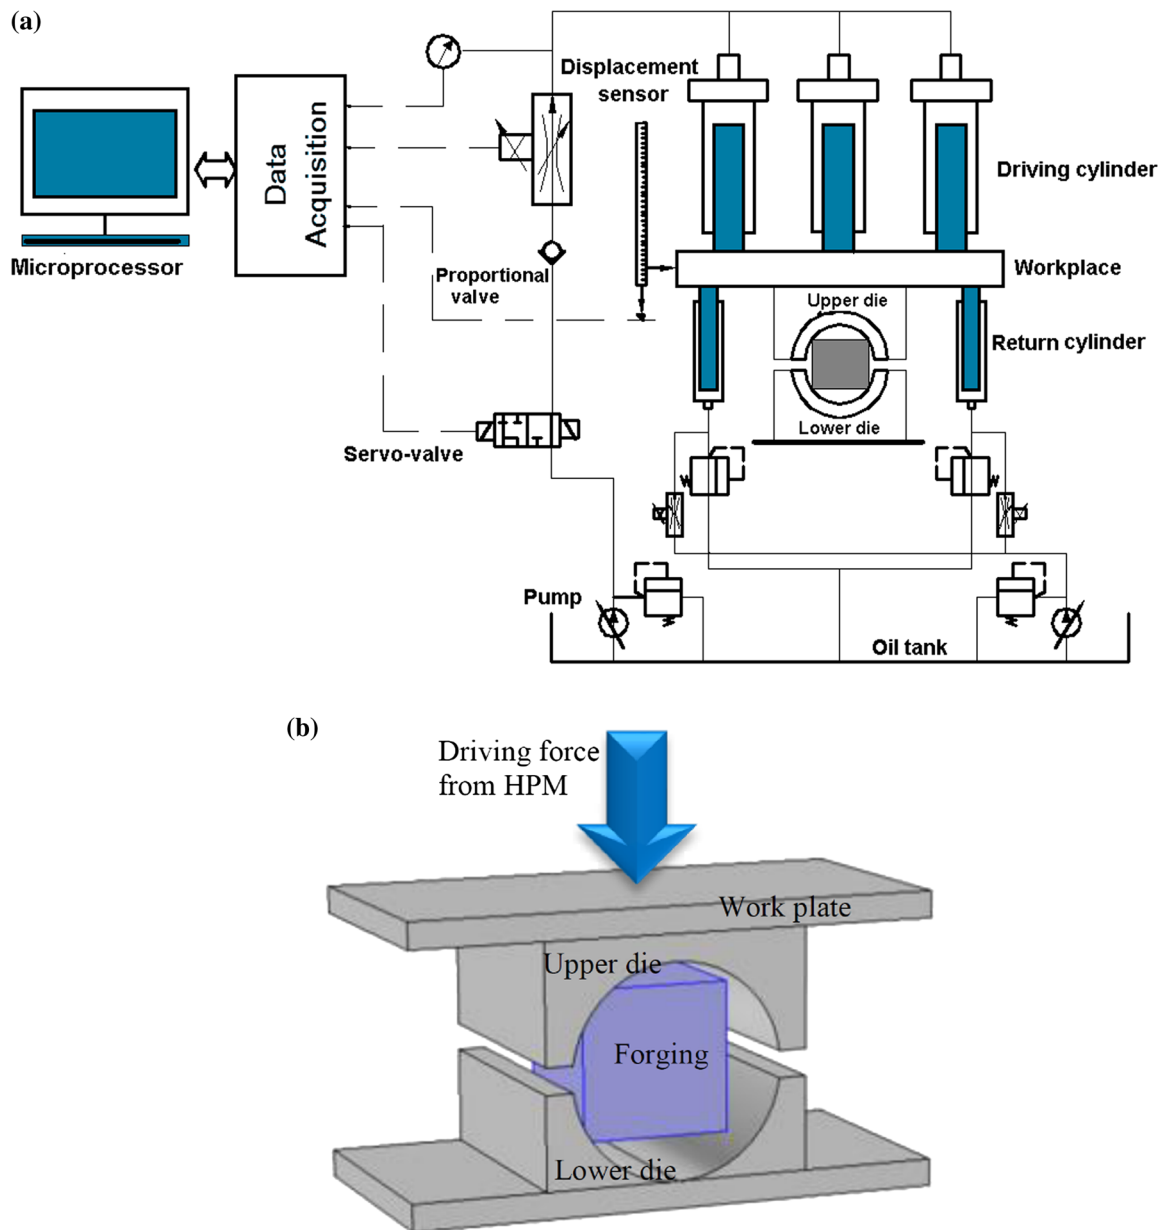 (a)
Displacement
sensor
Data
Acquisition
Driving cylinder
Microprocessor
Proportional
valve
Workplace
Upper die
Return cylinder
Lower die
Servo-valve
Pump
Oil tank
(b)
Driving force
from HPM
Work plate
Upper die
Forging
Lower die